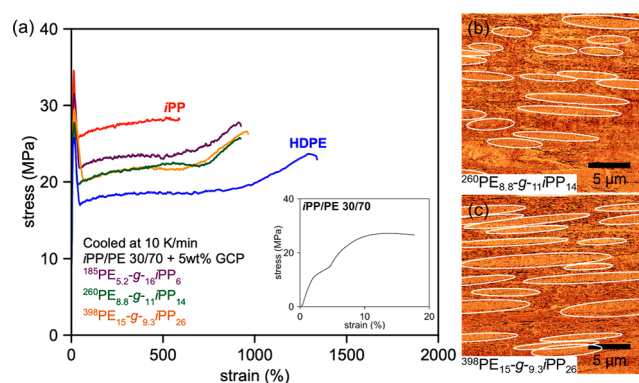 (a)
40
30
20
10
0
stress (MPa)
iPP
HDPE
Cooled at 10 K/min
iPP/PE 30/70 + 5wt% GCP
¹⁸⁵PE₅.₂-g-₁₆iPP₆
²⁶⁰PE₈.₈-g-₁₁iPP₁₄
³⁹⁸PE₁₅-g-₉.₃iPP₂₆
iPP/PE 30/70
40
20
0
stress (MPa)
0
10
20
strain (%)
0
500
1000
1500
2000
strain (%)
(b)
5 µm
²⁶⁰PE₈.₈-g-₁₁iPP₁₄
(c)
5 µm
³⁹⁸PE₁₅-g-₉.₃iPP₂₆